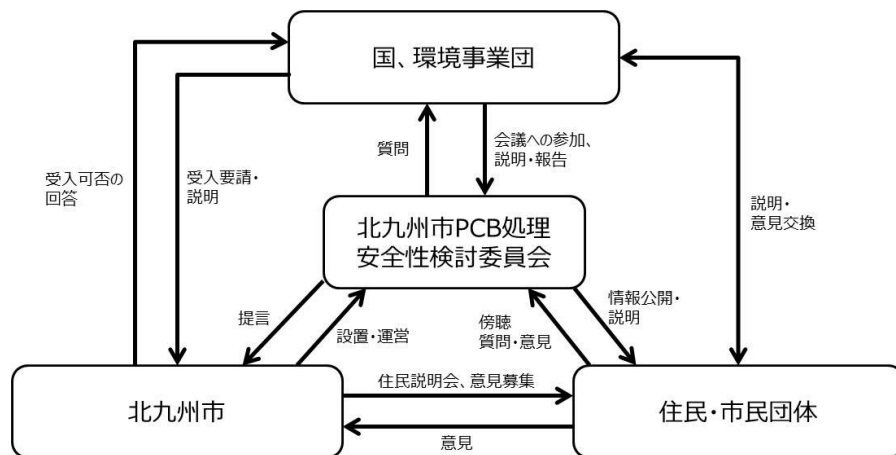 国、環境事業団
質問
会議への参加、
説明・報告
受入可否の
回答
受入要請・
説明
説明・
意見交換
北九州市PCB処理
安全性検討委員会
提言
設置・運営
傍聴
質問・意見
情報公開・
説明
北九州市
住民説明会、意見募集
意見
住民・市民団体